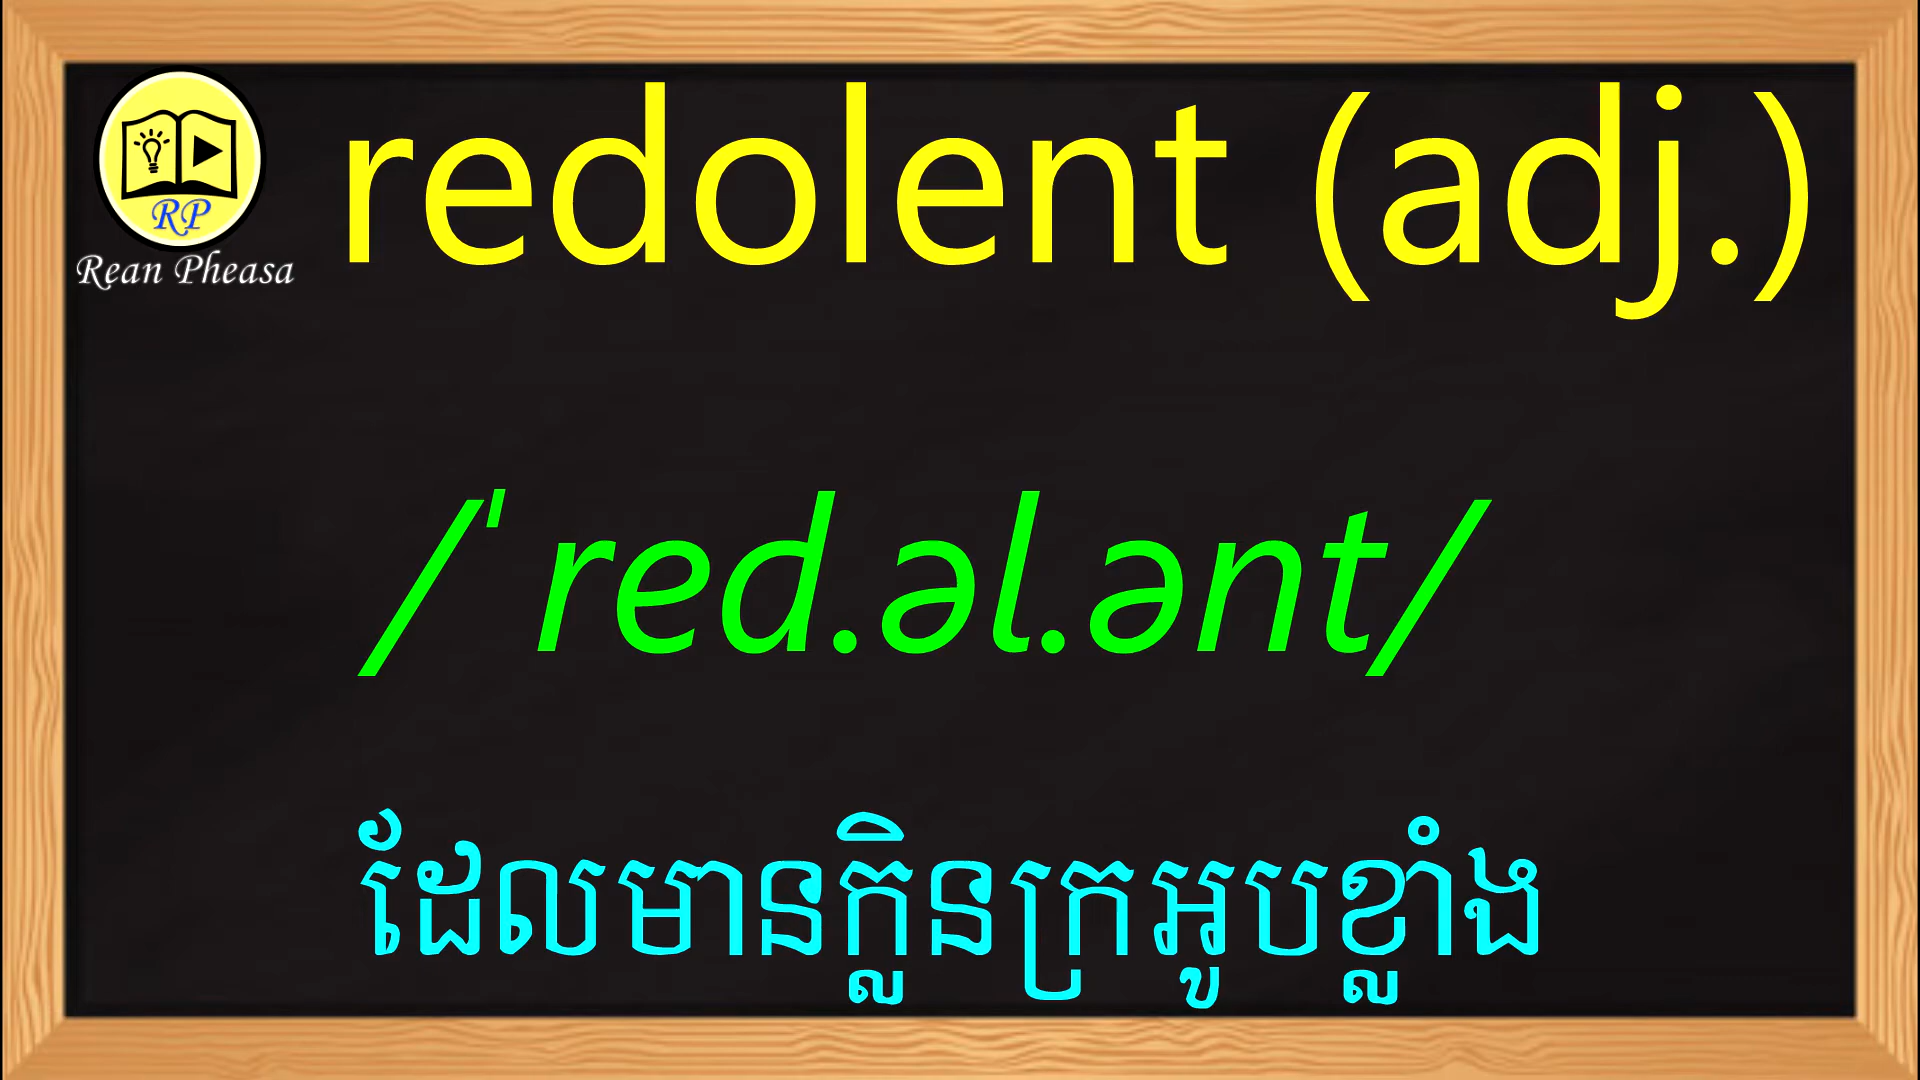 RP
Rean Pheasa
redolent (adj.)
/ˈred.əl.ənt/
ដែលមានក្លិនក្រអូបខ្លាំង